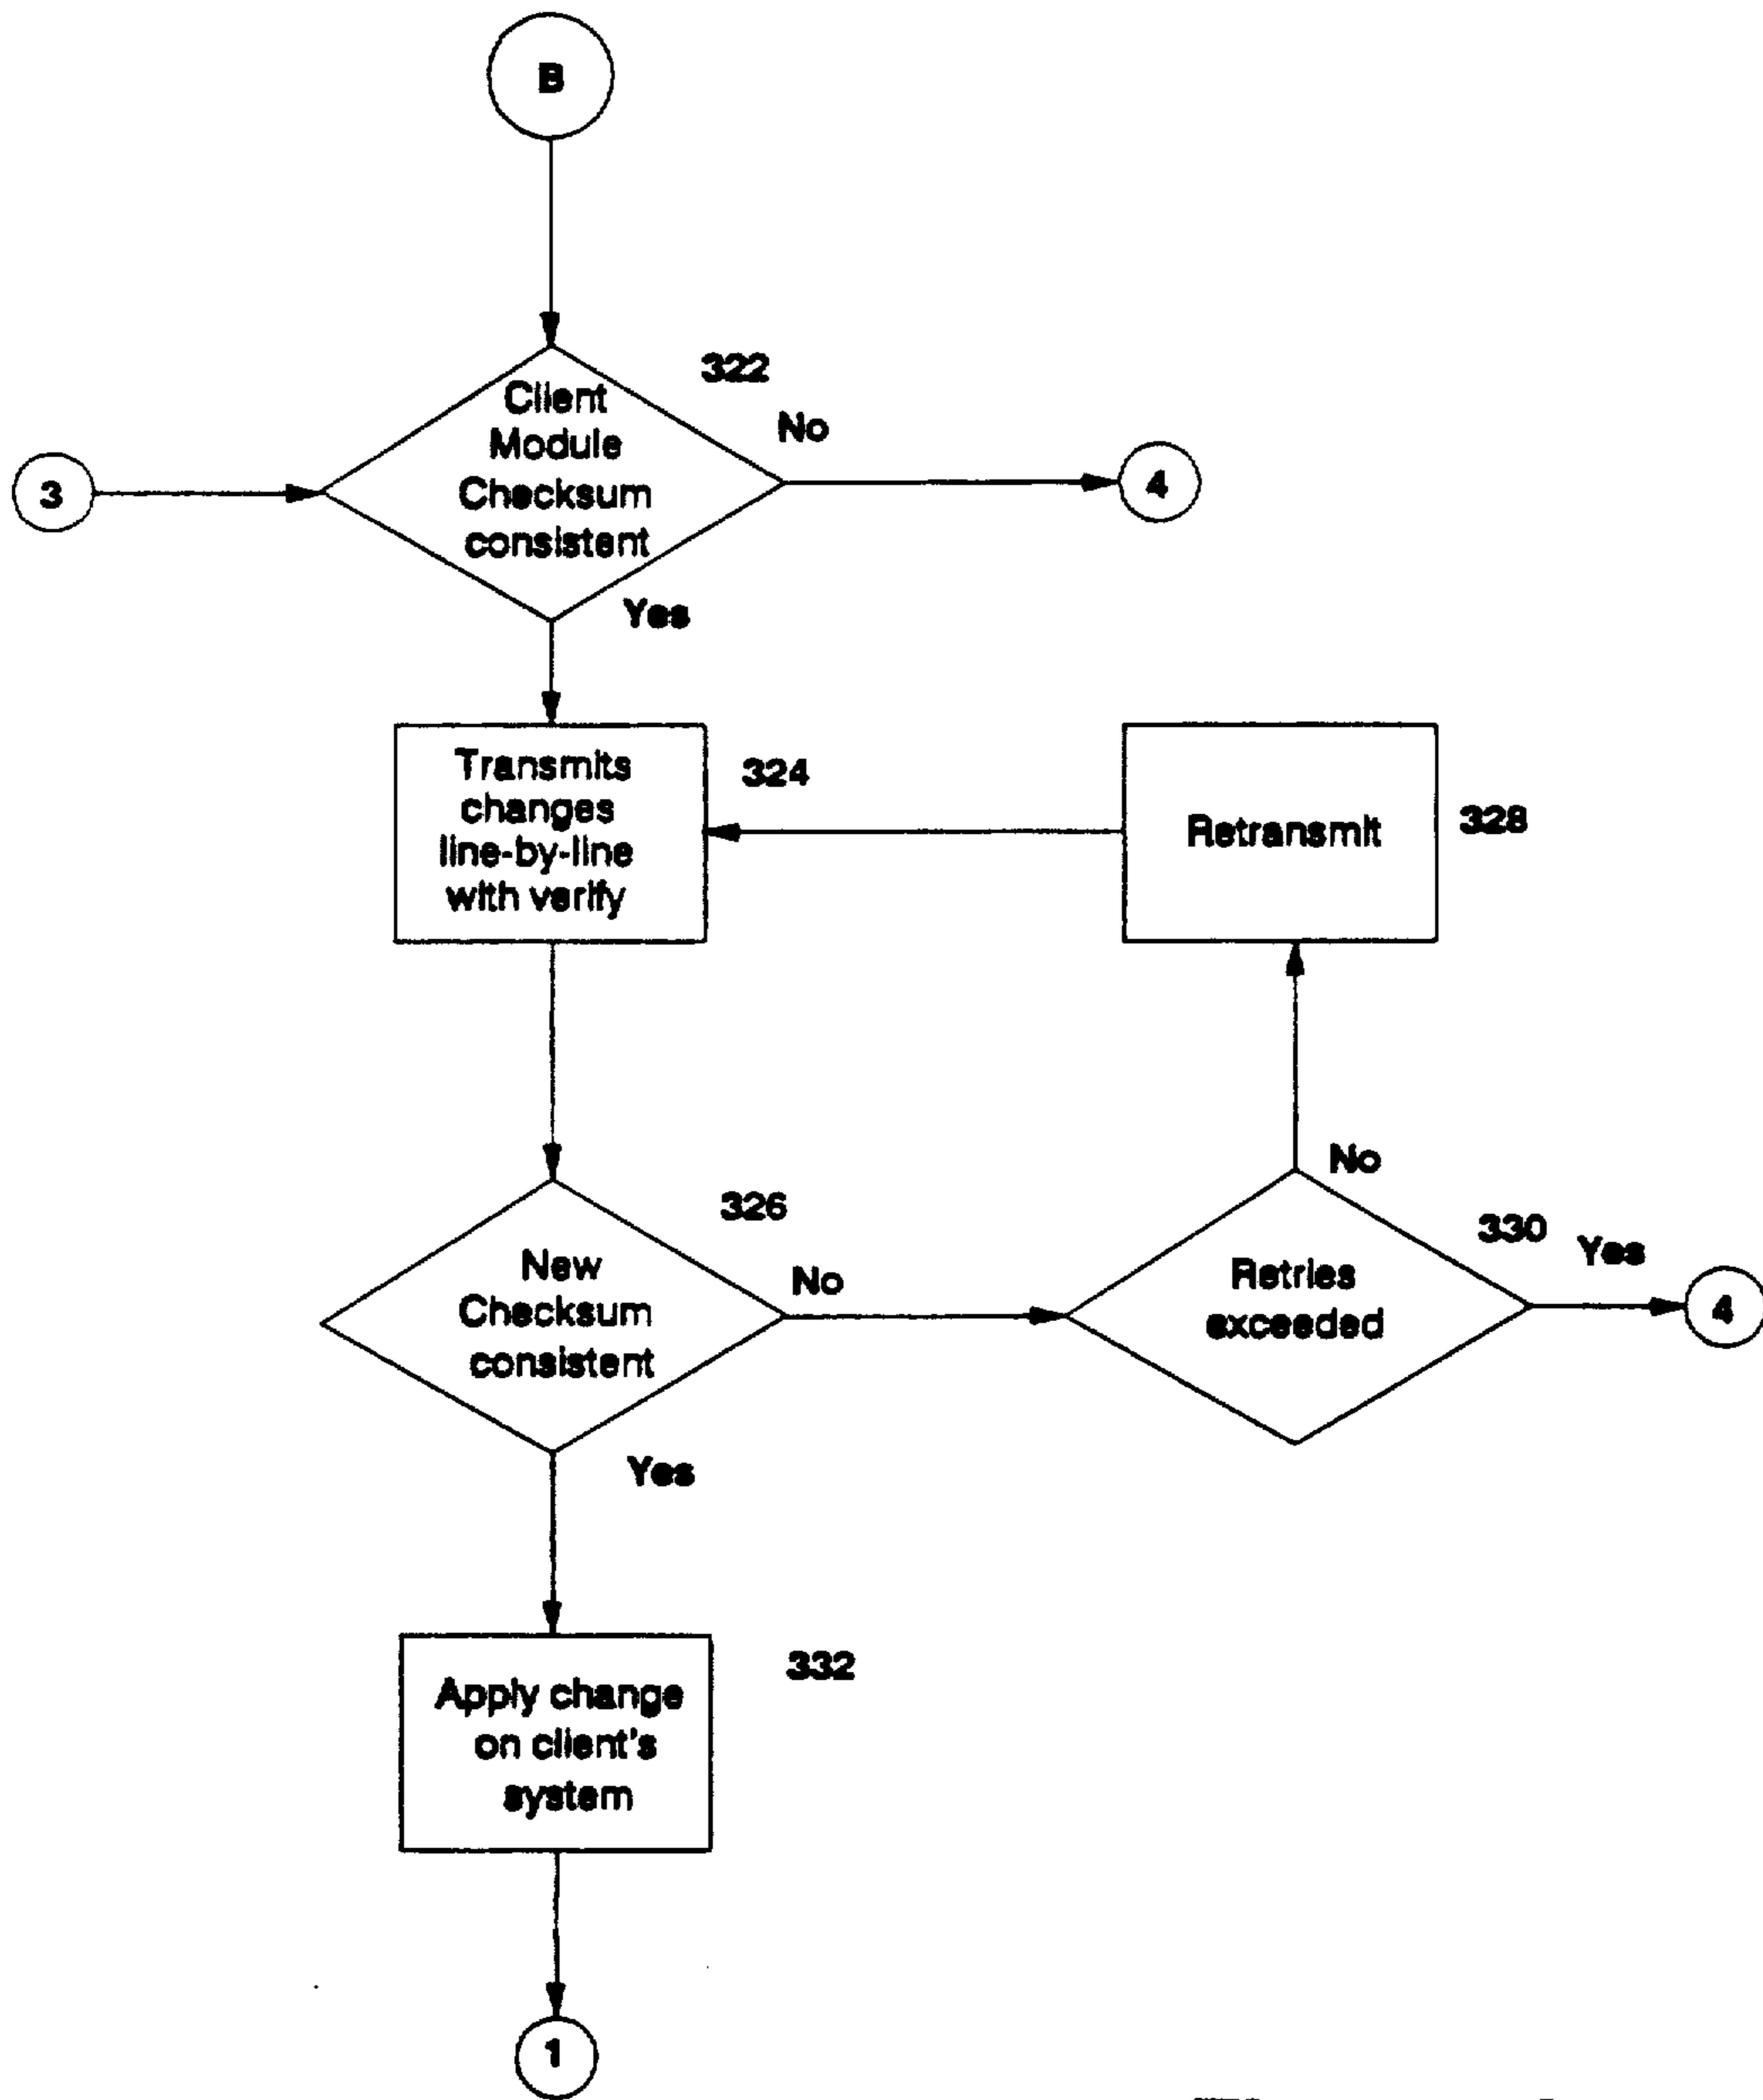 B
322
Client
Module
Checksum
consistent
No
3
4
Yes
Transmits
changes
line-by-line
with verify
324
Retransmit
328
No
326
New
Checksum
consistent
No
330
Retries
exceeded
Yes
4
Yes
332
Apply change
on client's
system
1